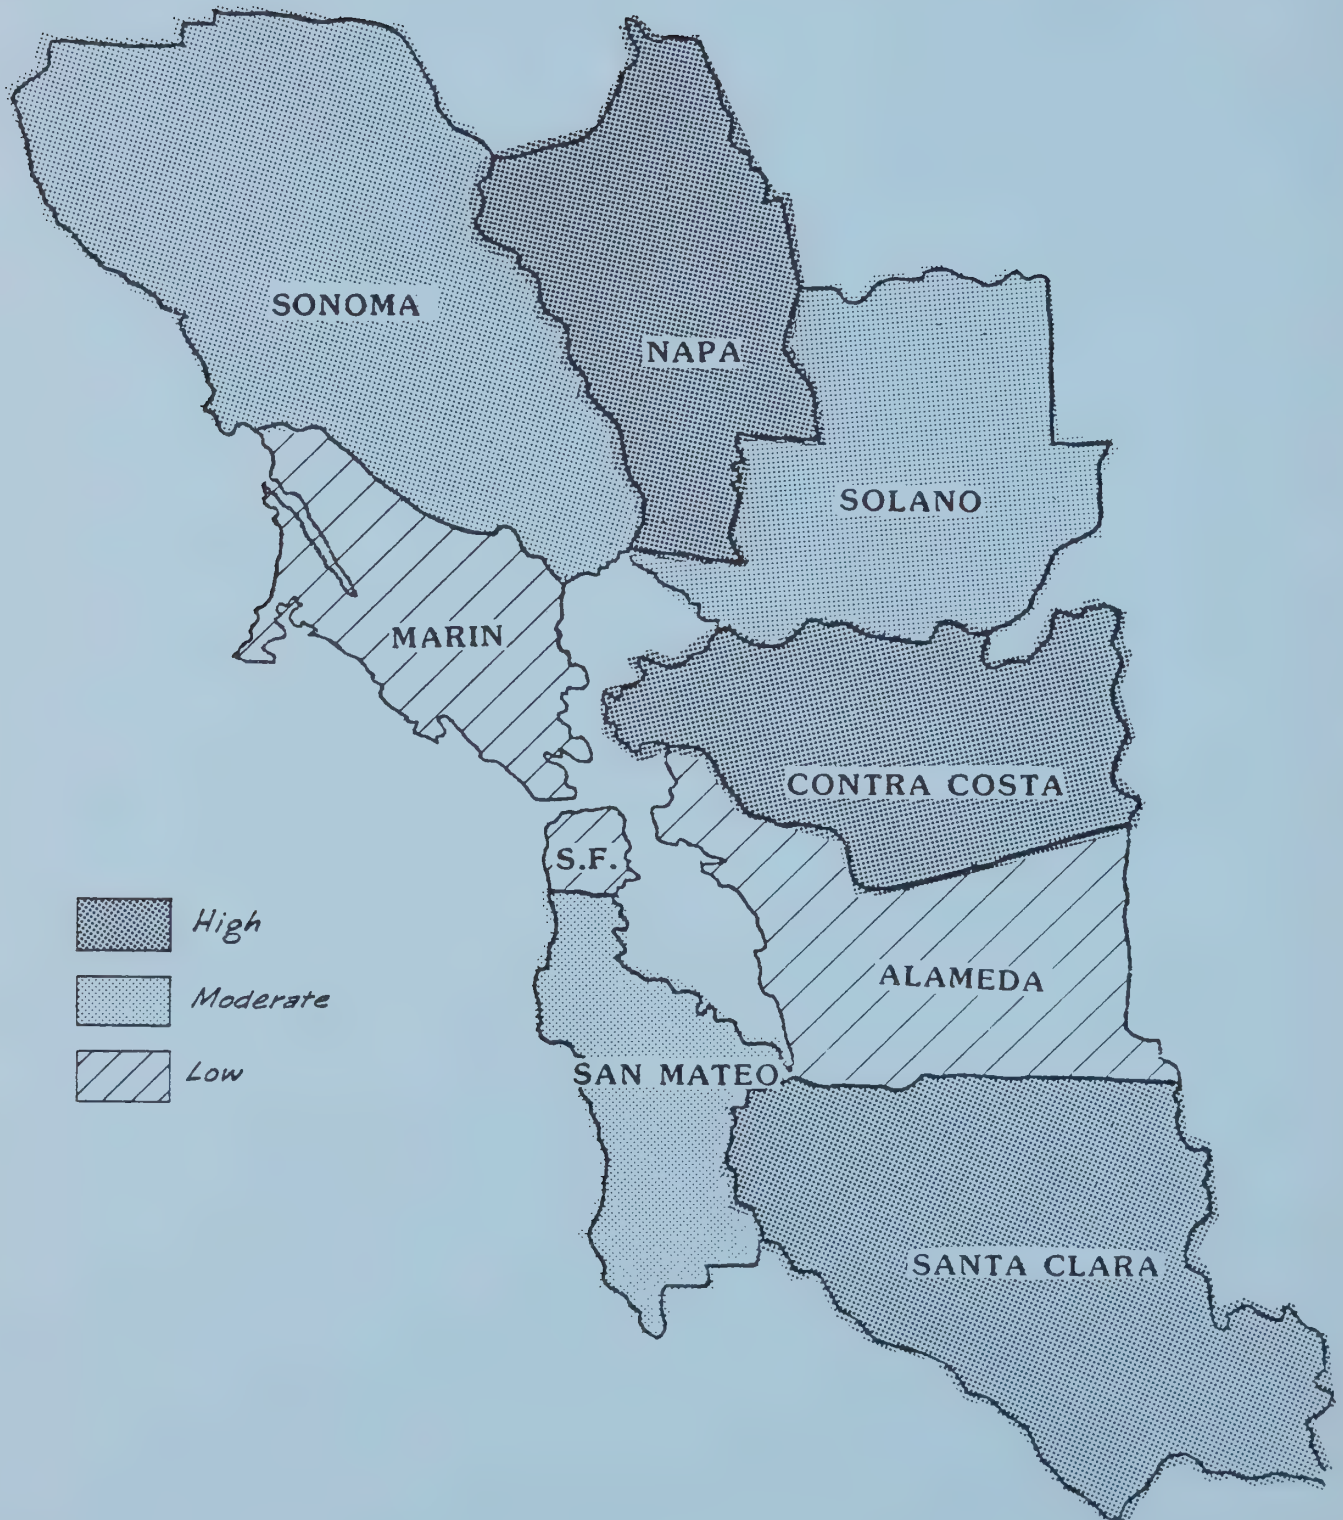 SONOMA
NAPA
SOLANO
MARIN
CONTRA COSTA
S.F.
High
ALAMEDA
Moderate
Low
SAN MATEO
SANTA CLARA